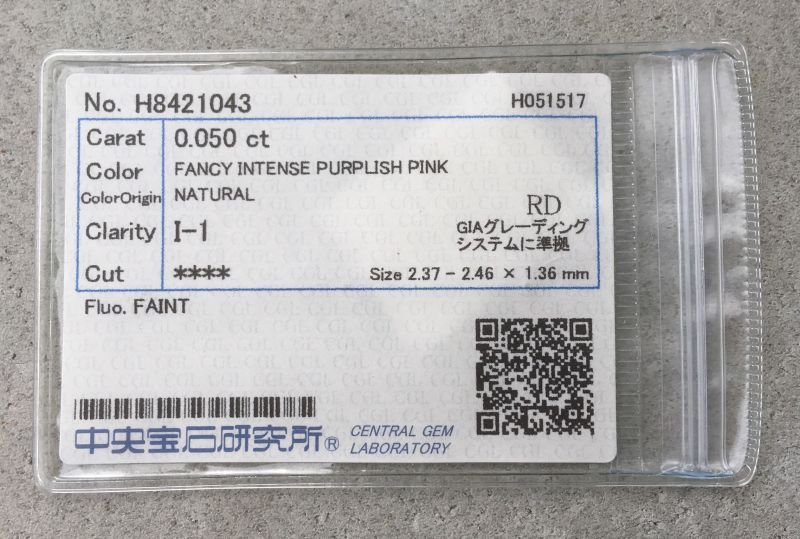 No. H8421043 H051517
Carat 0.050 ct
Color FANCY INTENSE PURPLISH PINK
ColorOrigin NATURAL
RD
Clarity I-1 GIAグレーディング
システムに準拠
Cut **** Size 2.37 - 2.46 × 1.36 mm
Fluo. FAINT
中央宝石研究所® CENTRAL GEM
LABORATORY